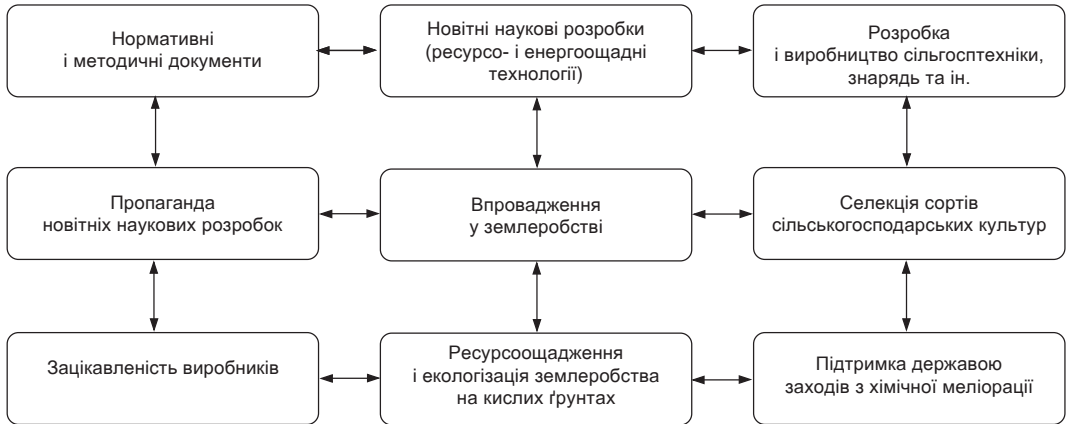 Нормативні
і методичні документи
Новітні наукові розробки
(ресурсо- і енергоощадні
технології)
Розробка
і виробництво сільгосптехніки,
знарядь та ін.
Пропаганда
новітніх наукових розробок
Впровадження
у землеробстві
Селекція сортів
сільськогосподарських культур
Зацікавленість виробників
Ресурсоощадження
і екологізація землеробства
на кислих ґрунтах
Підтримка державою
заходів з хімічної меліорації